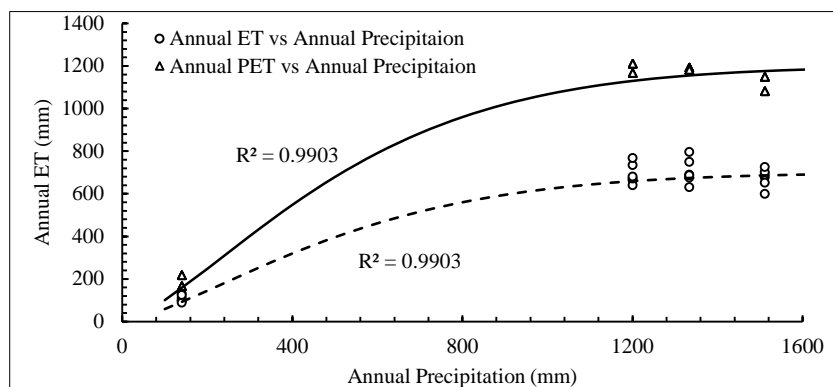 1400
1200
1000
800
600
400
200
0
Annual ET (mm)
Annual ET vs Annual Precipitaion
Annual PET vs Annual Precipitaion
R² = 0.9903
R² = 0.9903
0 400 800 1200 1600
Annual Precipitation (mm)